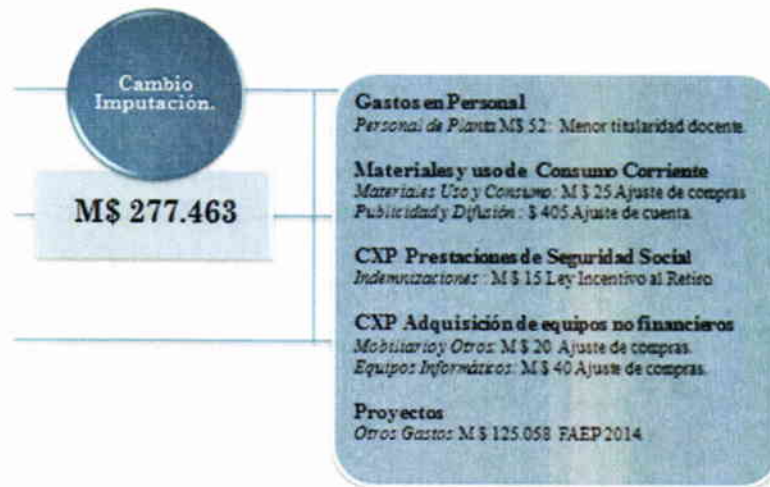 Cambio
Imputación.
M$ 277.463
Gastos en Personal
Personal de Planta M$ 52: Menor titularidad docente.
Materiales y uso de Consumo Corriente
Materiales Uso y Consumo: M $ 25 Ajuste de compras
Publicidad y Difusión : $ 405 Ajuste de cuenta.
CXP Prestaciones de Seguridad Social
Indemnizaciones : M $ 15 Ley Incentivo al Retiro
CXP Adquisición de equipos no financieros
Mobiliario y Otros: M $ 20 Ajuste de compras.
Equipos Informáticos: M $ 40 Ajuste de compras.
Proyectos
Otros Gastos M $ 125.058 FAEP 2014